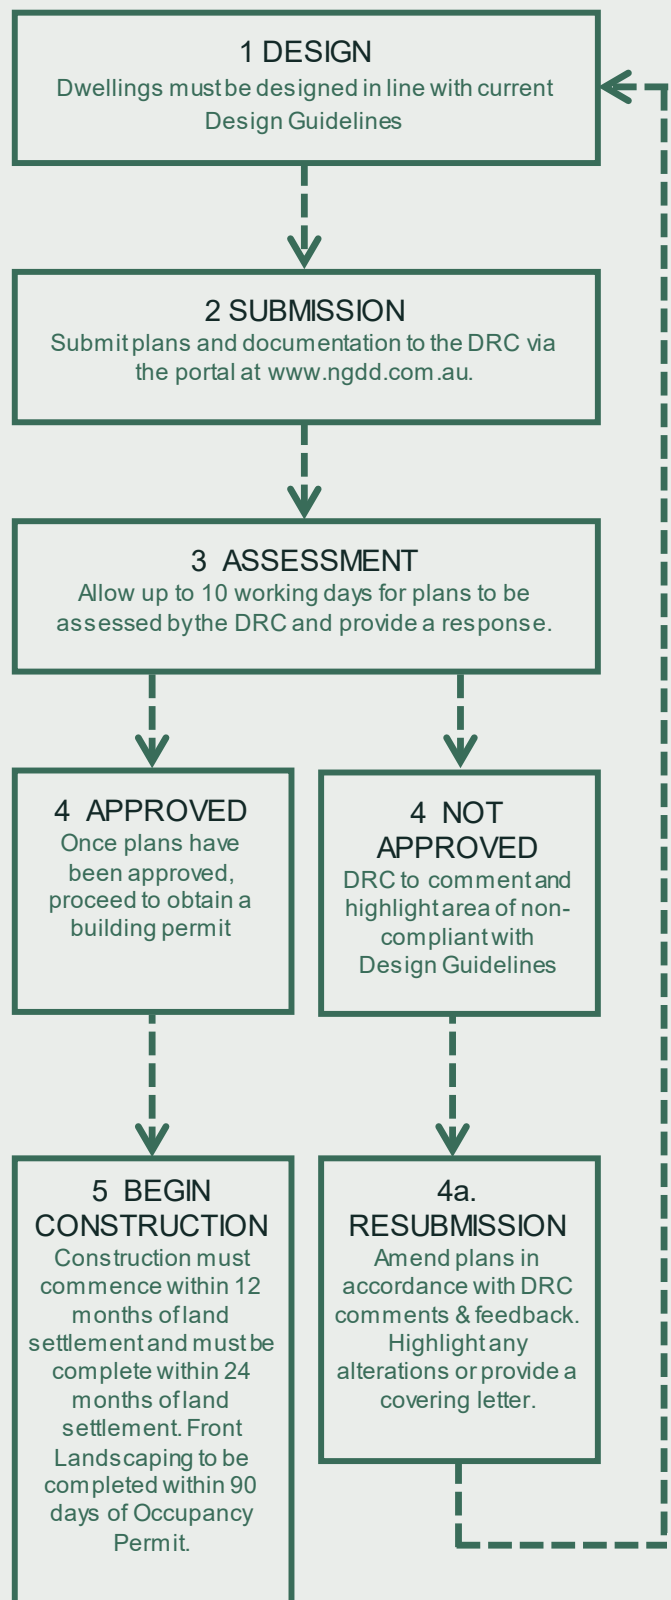 1 DESIGN
Dwellings must be designed in line with current
Design Guidelines
2 SUBMISSION
Submit plans and documentation to the DRC via
the portal at www.ngdd.com.au.
3 ASSESSMENT
Allow up to 10 working days for plans to be
assessed by the DRC and provide a response.
4 APPROVED
Once plans have
been approved,
proceed to obtain a
building permit
4 NOT
APPROVED
DRC to comment and
highlight area of non-
compliant with
Design Guidelines
5 BEGIN
CONSTRUCTION
Construction must
commence within 12
months of land
settlement and must be
complete within 24
months of land
settlement. Front
Landscaping to be
completed within 90
days of Occupancy
Permit.
4a.
RESUBMISSION
Amend plans in
accordance with DRC
comments & feedback.
Highlight any
alterations or provide a
covering letter.